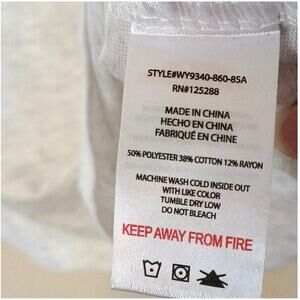 STYLE#WY9340-860-8SA
RN#125288
MADE IN CHINA
HECHO EN CHINA
FABRIQUÉ EN CHINE
50% POLYESTER 38% COTTON 12% RAYON
MACHINE WASH COLD INSIDE OUT
WITH LIKE COLOR
TUMBLE DRY LOW
DO NOT BLEACH
KEEP AWAY FROM FIRE